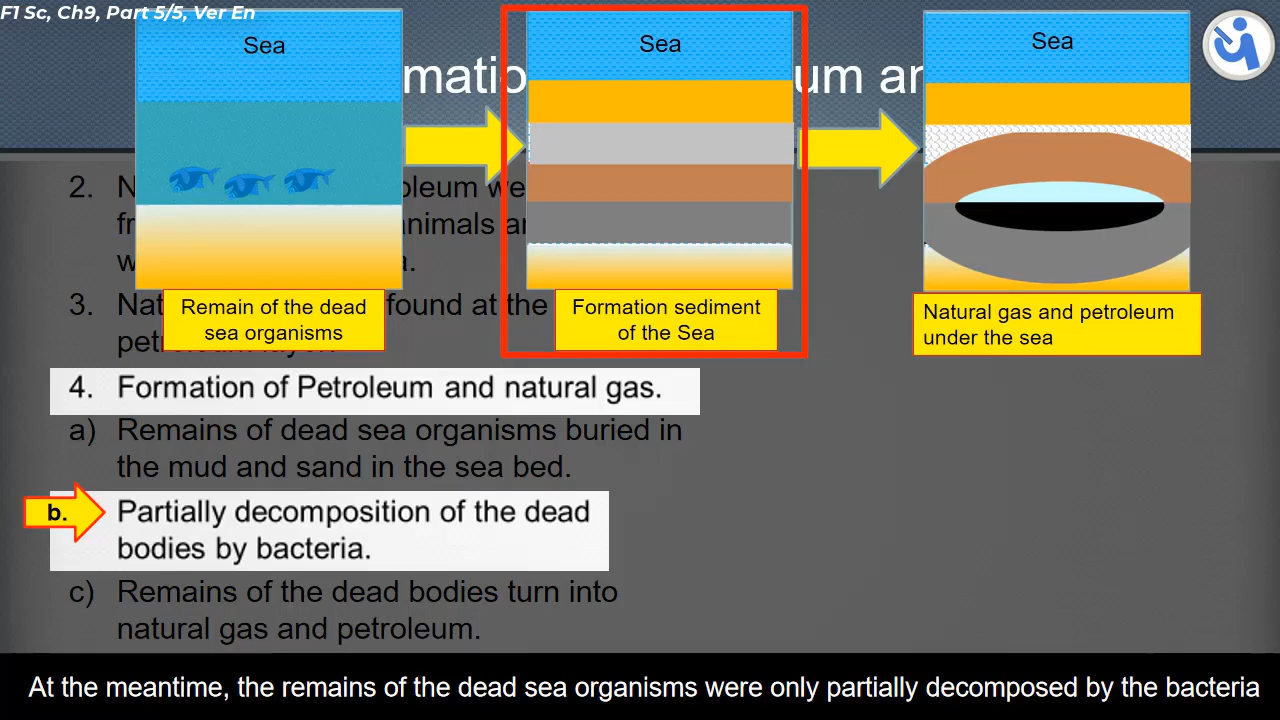 F1 Sc, Ch9, Part 5/5, Ver En
Sea
Sea
Sea
Remain of the dead
sea organisms
Formation sediment
of the Sea
Natural gas and petroleum
under the sea
2.
3.
found at the
4. Formation of Petroleum and natural gas.
a) Remains of dead sea organisms buried in
the mud and sand in the sea bed.
b. Partially decomposition of the dead
bodies by bacteria.
c) Remains of the dead bodies turn into
natural gas and petroleum.
At the meantime, the remains of the dead sea organisms were only partially decomposed by the bacteria